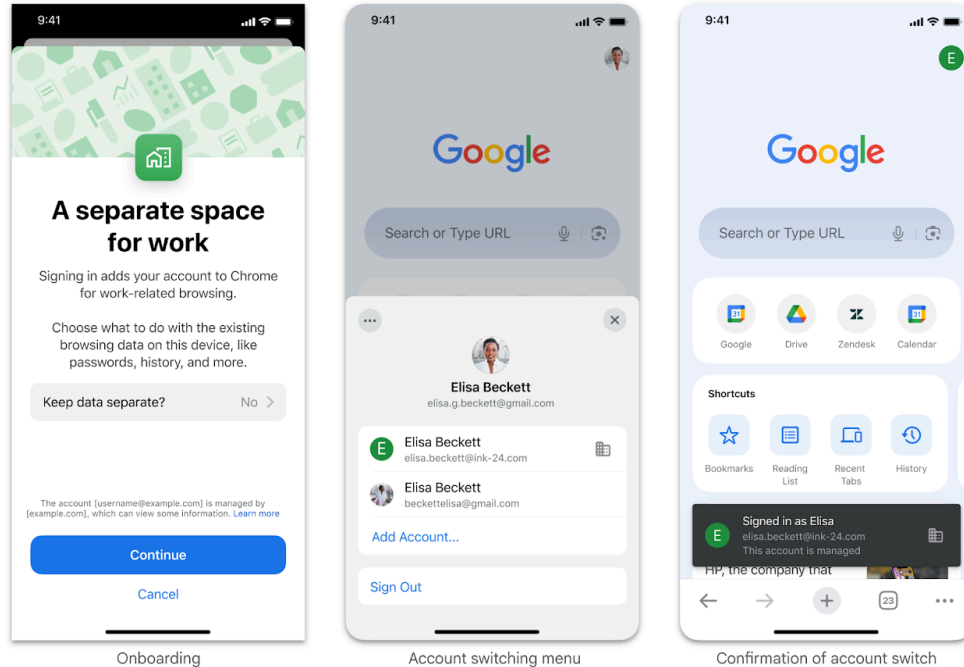 9:41
A separate space
for work
Signing in adds your account to Chrome
for work-related browsing.
Choose what to do with the existing
browsing data on this device, like
passwords, history, and more.
Keep data separate? No
The account [username@example.com] is managed by
[example.com], which can view some information. Learn more
Continue
Cancel
Onboarding
9:41
Google
Search or Type URL
Elisa Beckett
elisa.g.beckett@gmail.com
E
Elisa Beckett
elisa.beckett@ink-24.com
Elisa Beckett
beckettelisa@gmail.com
Add Account...
Sign Out
Account switching menu
9:41
E
Google
Search or Type URL
31 31
Google Drive Zendesk Calendar
Shortcuts
Bookmarks Reading List Recent Tabs History
E
Signed in as Elisa
elisa.beckett@ink-24.com
This account is managed
HP, the company that
23
Confirmation of account switch